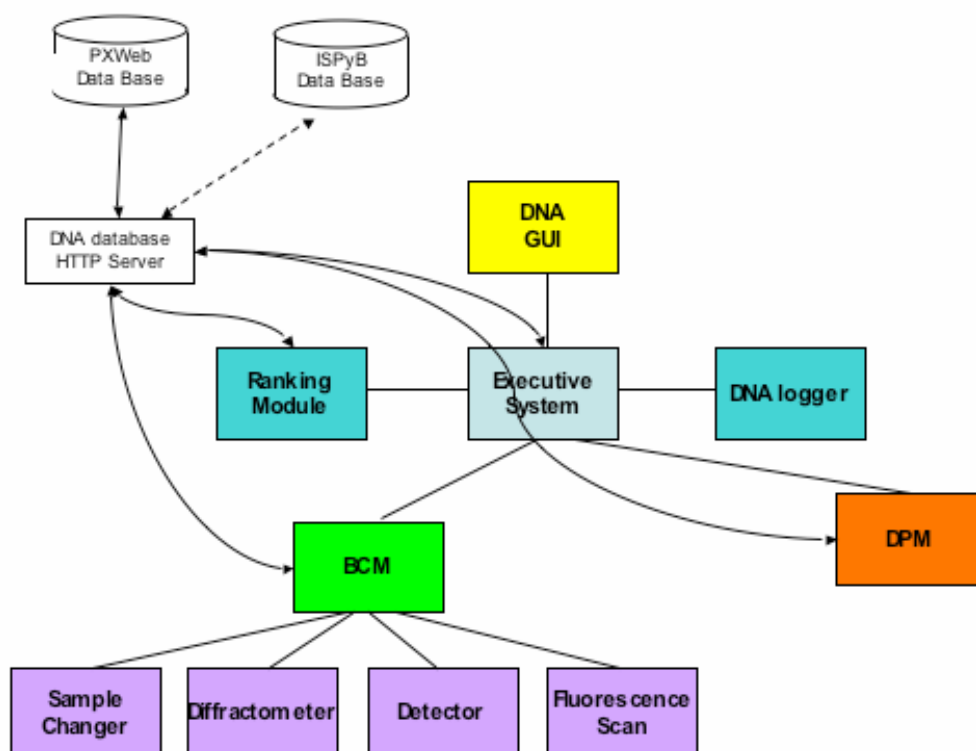 PXWeb
Data Base
ISPyB
Data Base
DNA
GUI
DNA database
HTTP Server
Ranking
Module
Executive
System
DNA logger
DPM
BCM
Sample
Changer
Diffractometer
Detector
Fluorescence
Scan